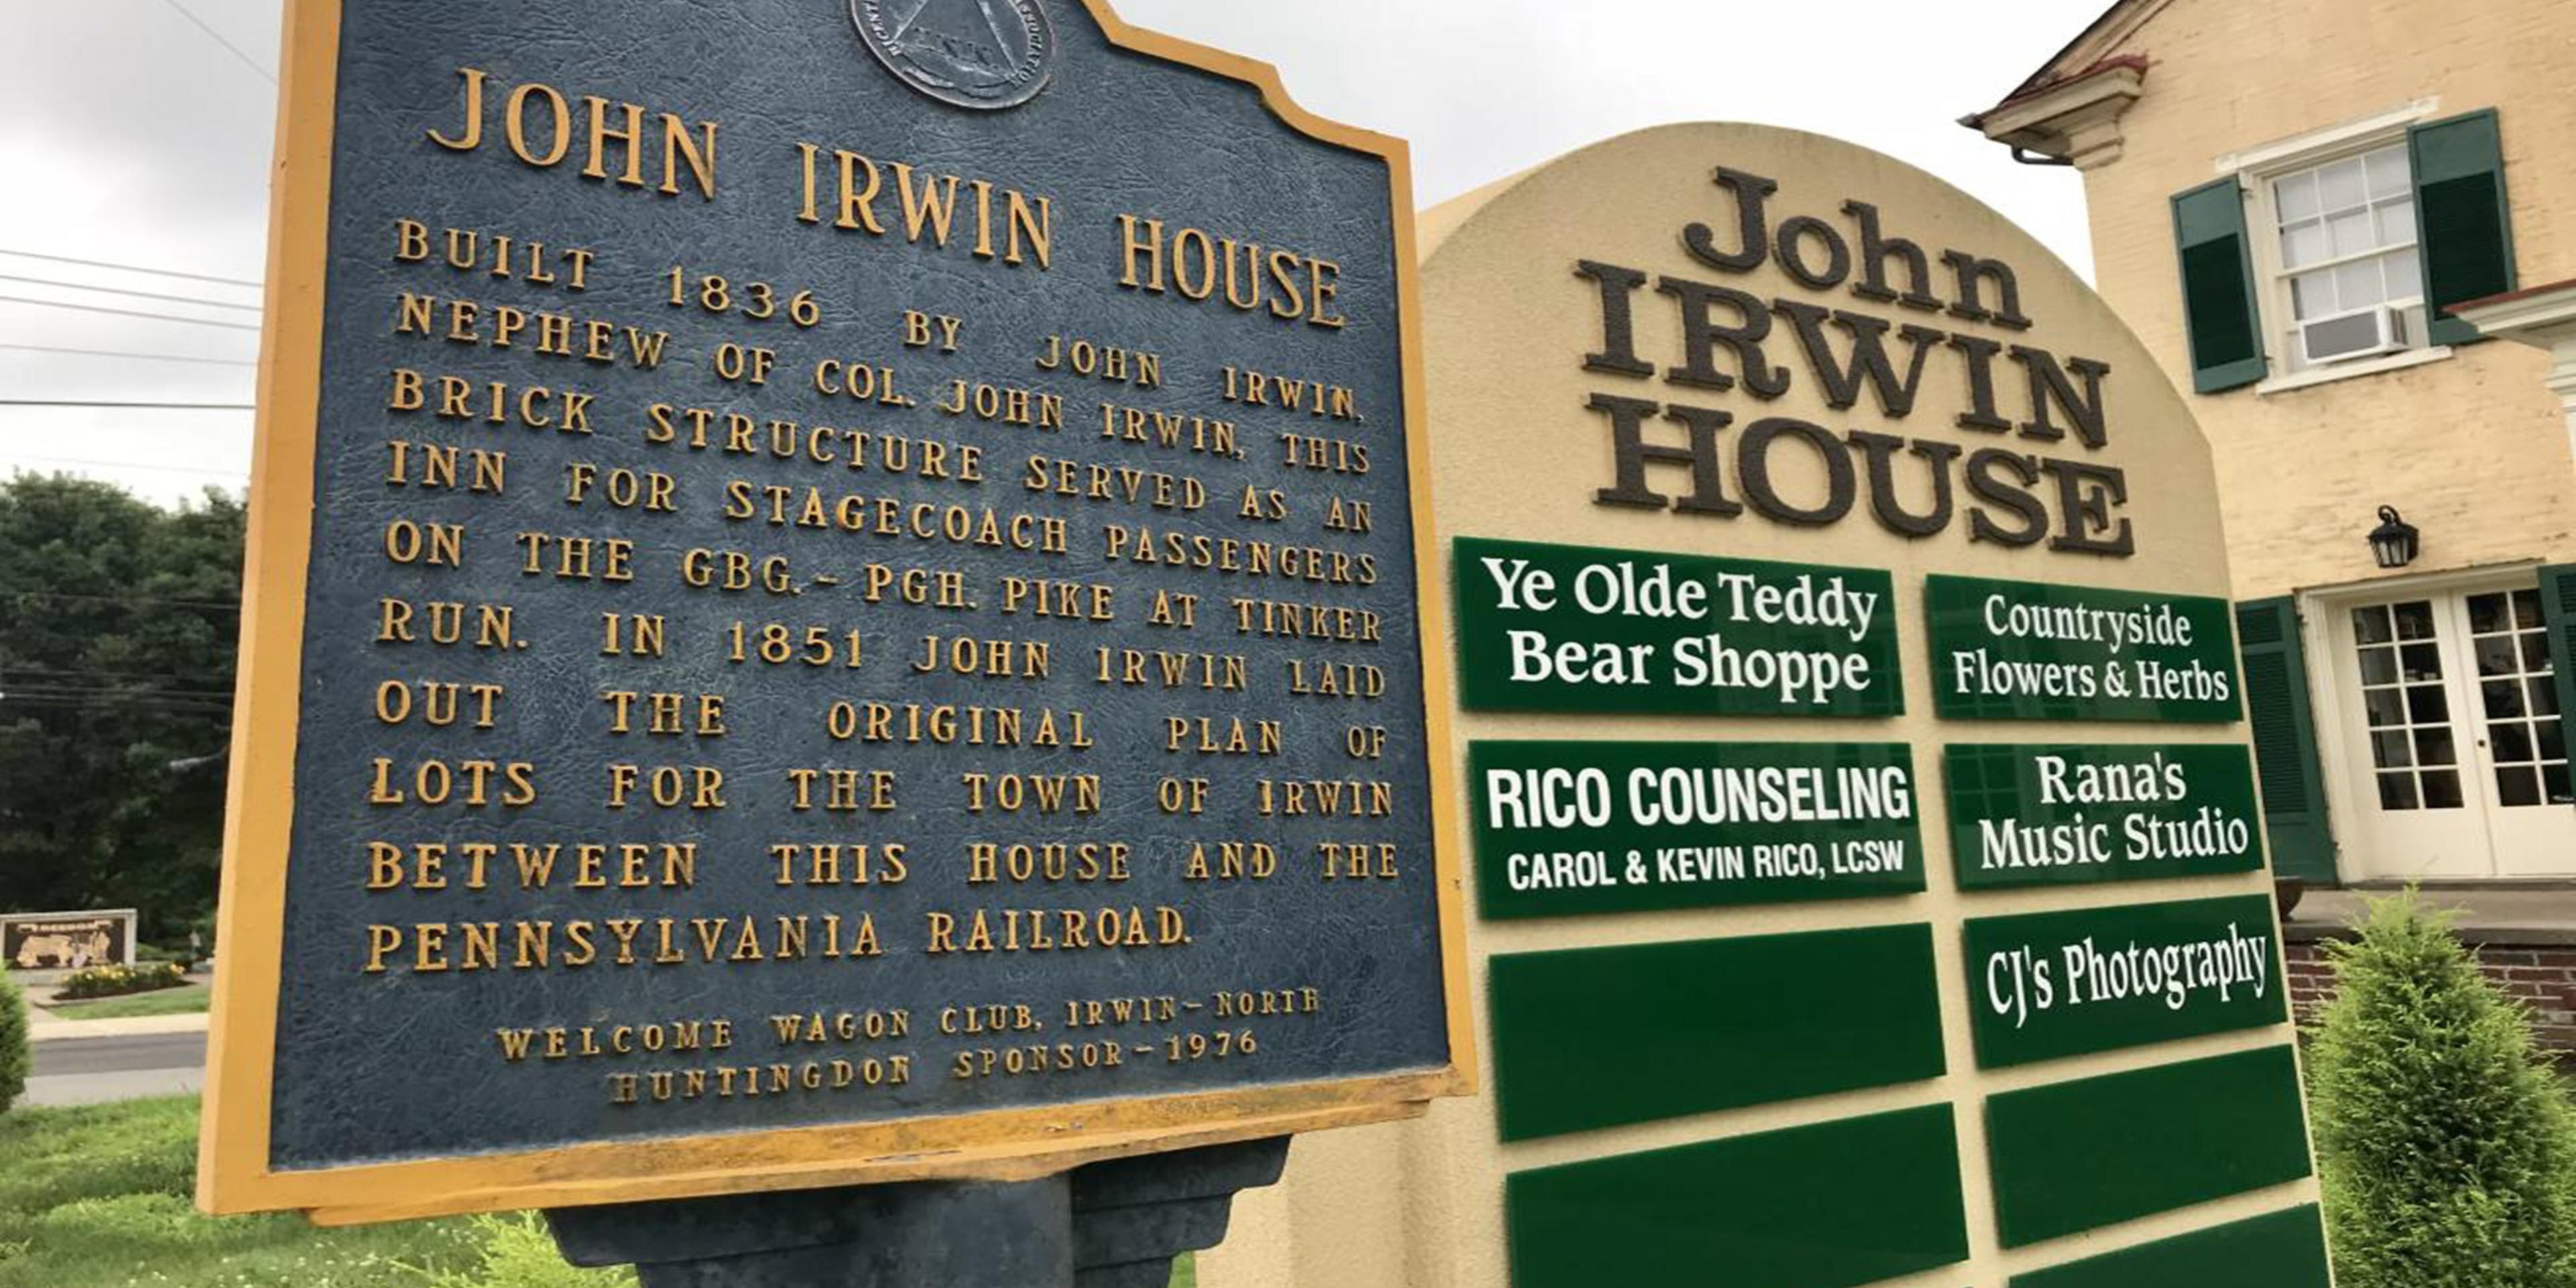 JOHN IRWIN HOUSE
BUILT 1836 BY JOHN IRWIN,
NEPHEW OF COL. JOHN IRWIN, THIS
BRICK STRUCTURE SERVED AS AN
INN FOR STAGECOACH PASSENGERS
ON THE GBG.- PGH. PIKE AT TINKER
RUN. IN 1851 JOHN IRWIN LAID
OUT THE ORIGINAL PLAN OF
LOTS FOR THE TOWN OF IRWIN
BETWEEN THIS HOUSE AND THE
PENNSYLVANIA RAILROAD.
WELCOME WAGON CLUB, IRWIN-NORTH
HUNTINGDON SPONSOR-1976
John
IRWIN
HOUSE
Ye Olde Teddy
Bear Shoppe
Countryside
Flowers & Herbs
RICO COUNSELING
CAROL & KEVIN RICO, LCSW
Rana's
Music Studio
CJ's Photography